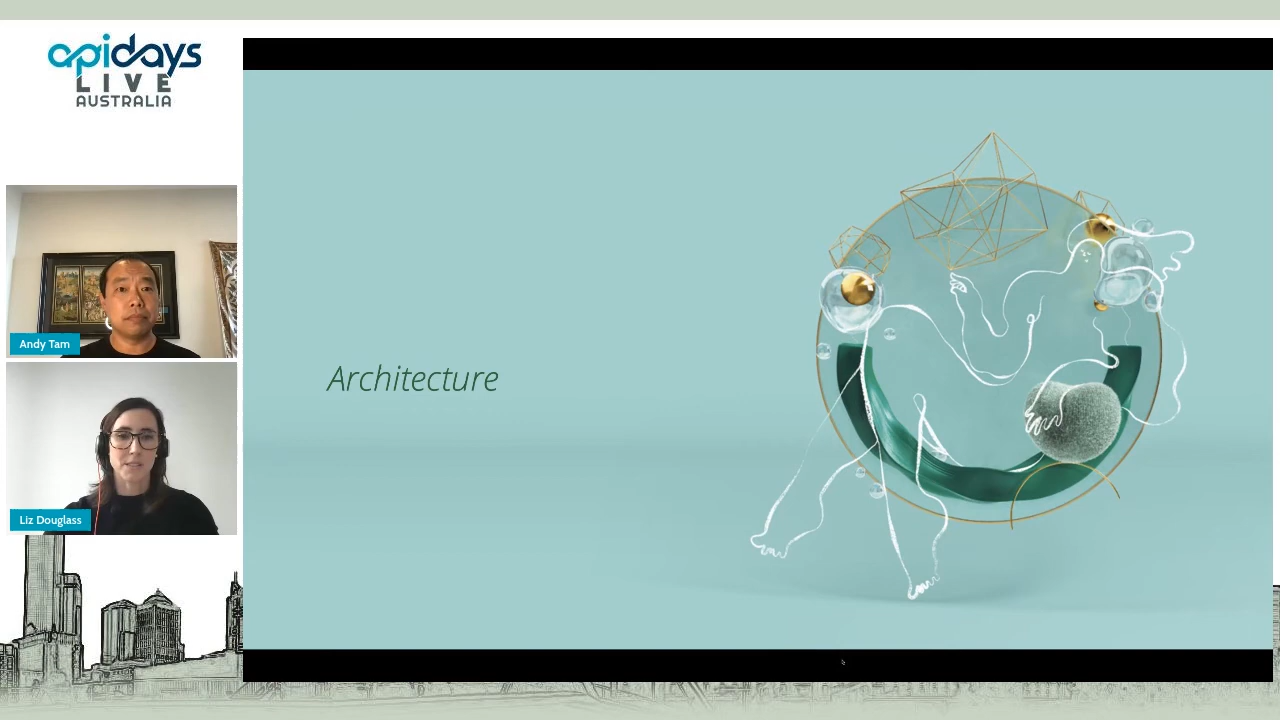 apidays
LIVE
AUSTRALIA
Andy Tam
Liz Douglass
Architecture